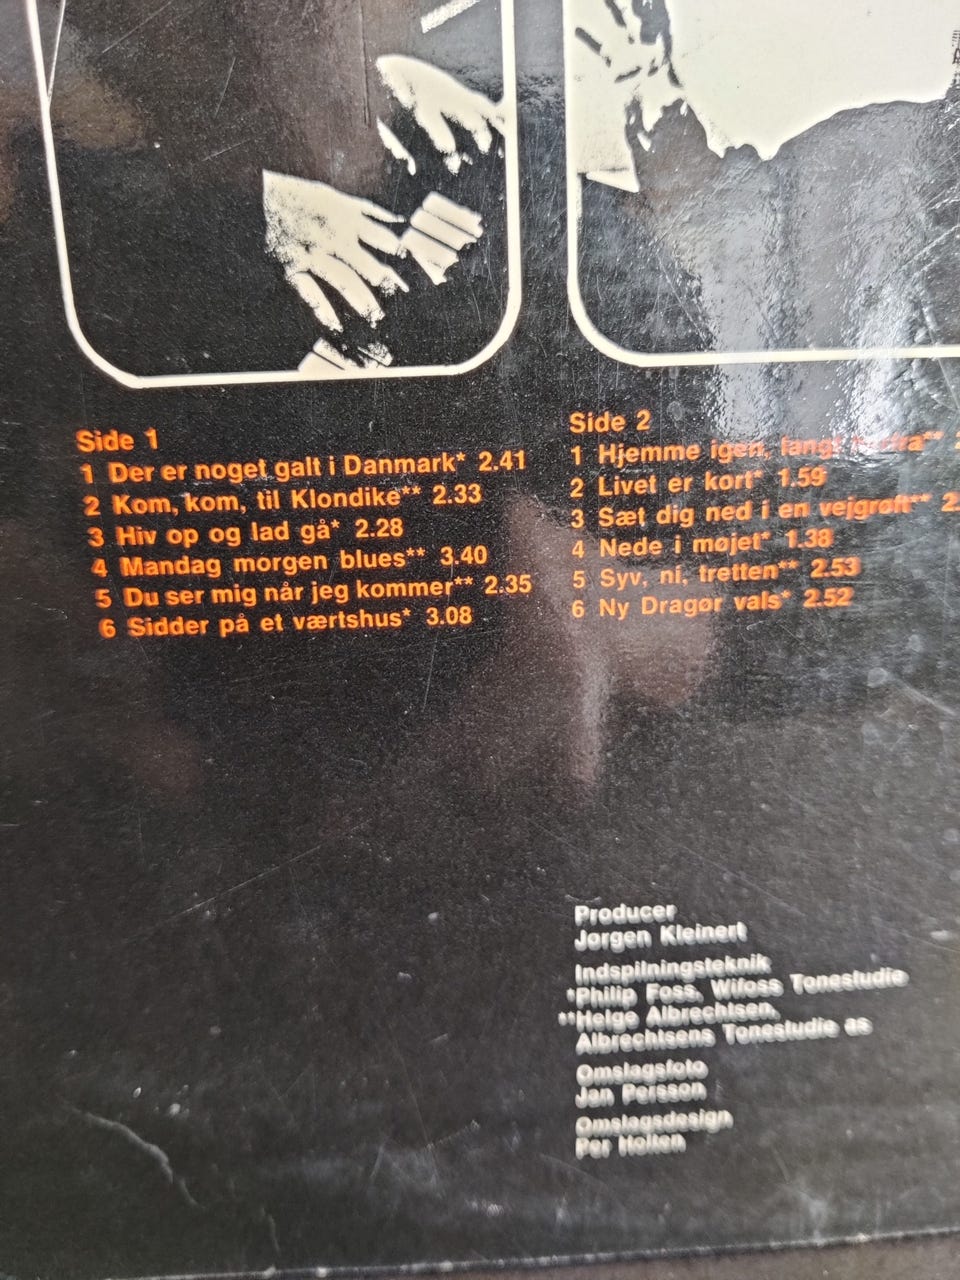 Side 1
1 Der er noget galt i Danmark* 2.41
2 Kom, kom, til Klondike** 2.33
3 Hiv op og lad gå* 2.28
4 Mandag morgen blues** 3.40
5 Du ser mig når jeg kommer** 2.35
6 Sidder på et værtshus* 3.08
Side 2
1 Hjemme igen,
2 Livet er kort* 1.59
3 Sæt dig ned i en vejgrøft**
4 Nede i møjet* 1.38
5 Syv, ni, tretten** 2.53
6 Ny Dragør vals* 2.52
Producer
Jørgen Kleinert
Indspilningsteknik
*Philip Foss, Wifoss Tonestudie
**Helge Albrechtsen,
Albrechtsens Tonestudie as
Omslagsfoto
Jan Persson
Omslagsdesign
Per Holten